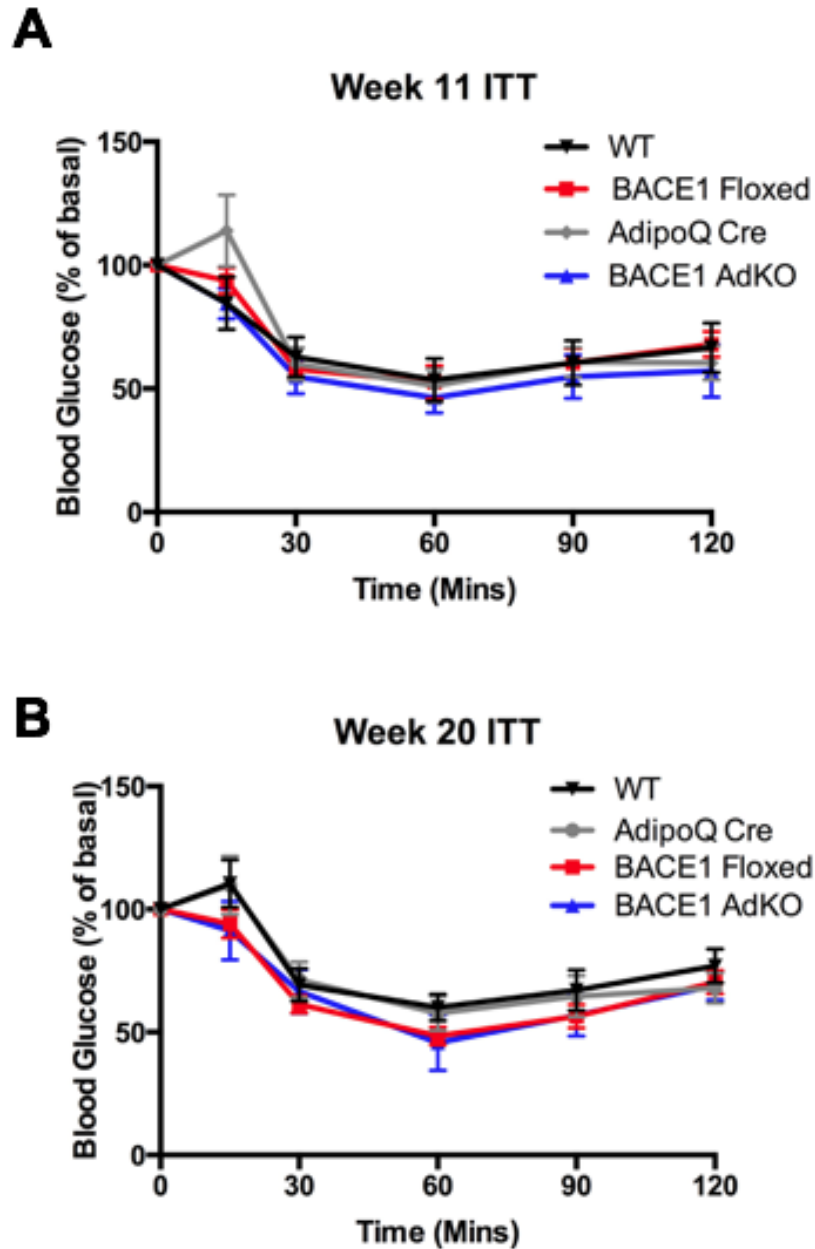 A
Week 11 ITT
Blood Glucose (% of basal)
150
100
50
0
WT
BACE1 Floxed
AdipoQ Cre
BACE1 AdKO
0 30 60 90 120
Time (Mins)
B
Week 20 ITT
Blood Glucose (% of basal)
150
100
50
0
WT
AdipoQ Cre
BACE1 Floxed
BACE1 AdKO
0 30 60 90 120
Time (Mins)